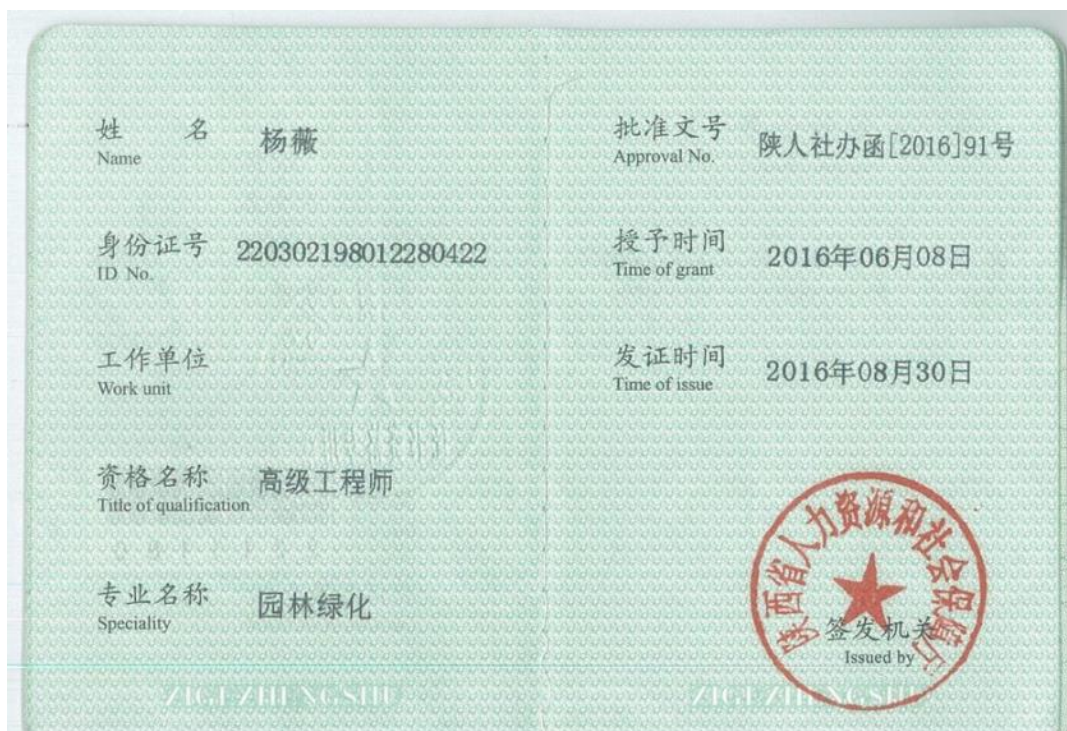 姓 名 杨薇
Name
身份证号 220302198012280422
ID No.
工作单位
Work unit
资格名称 高级工程师
Title of qualification
专业名称 园林绿化
Speciality
ZIGEZHENGSHU
批准文号 陕人社办函[2016]91号
Approval No.
授予时间 2016年06月08日
Time of grant
发证时间 2016年08月30日
Time of issue
陕西省人力资源和社会保障厅
签发机关
Issued by
ZIGEZHENGSHU